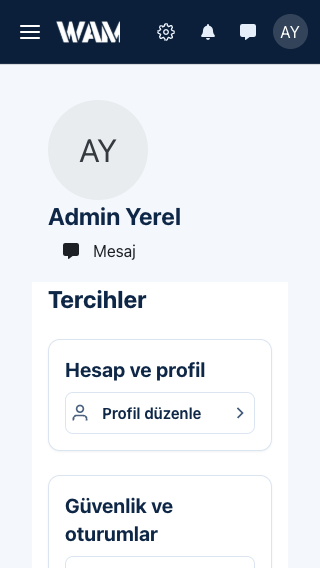 WAM
AY
AY
Admin Yerel
Mesaj
Tercihler
Hesap ve profil
Profil düzenle
Güvenlik ve
oturumlar